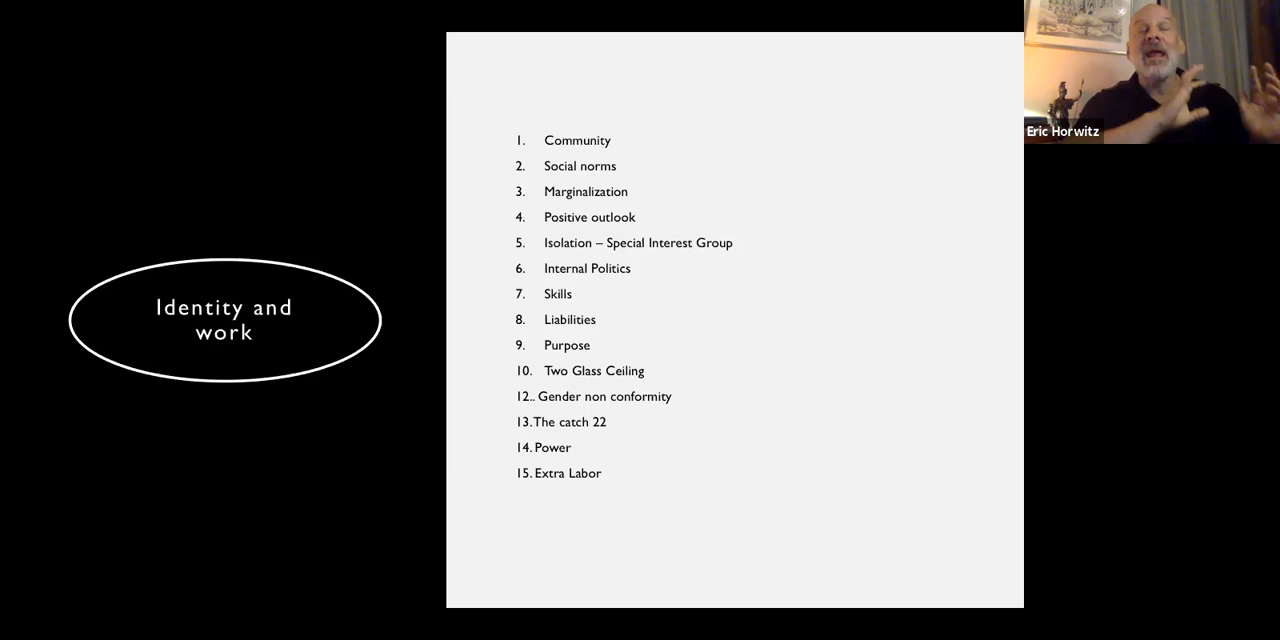 Identity and
work
1. Community
2. Social norms
3. Marginalization
4. Positive outlook
5. Isolation – Special Interest Group
6. Internal Politics
7. Skills
8. Liabilities
9. Purpose
10. Two Glass Ceiling
12.. Gender non conformity
13.The catch 22
14. Power
15. Extra Labor
Eric Horwitz